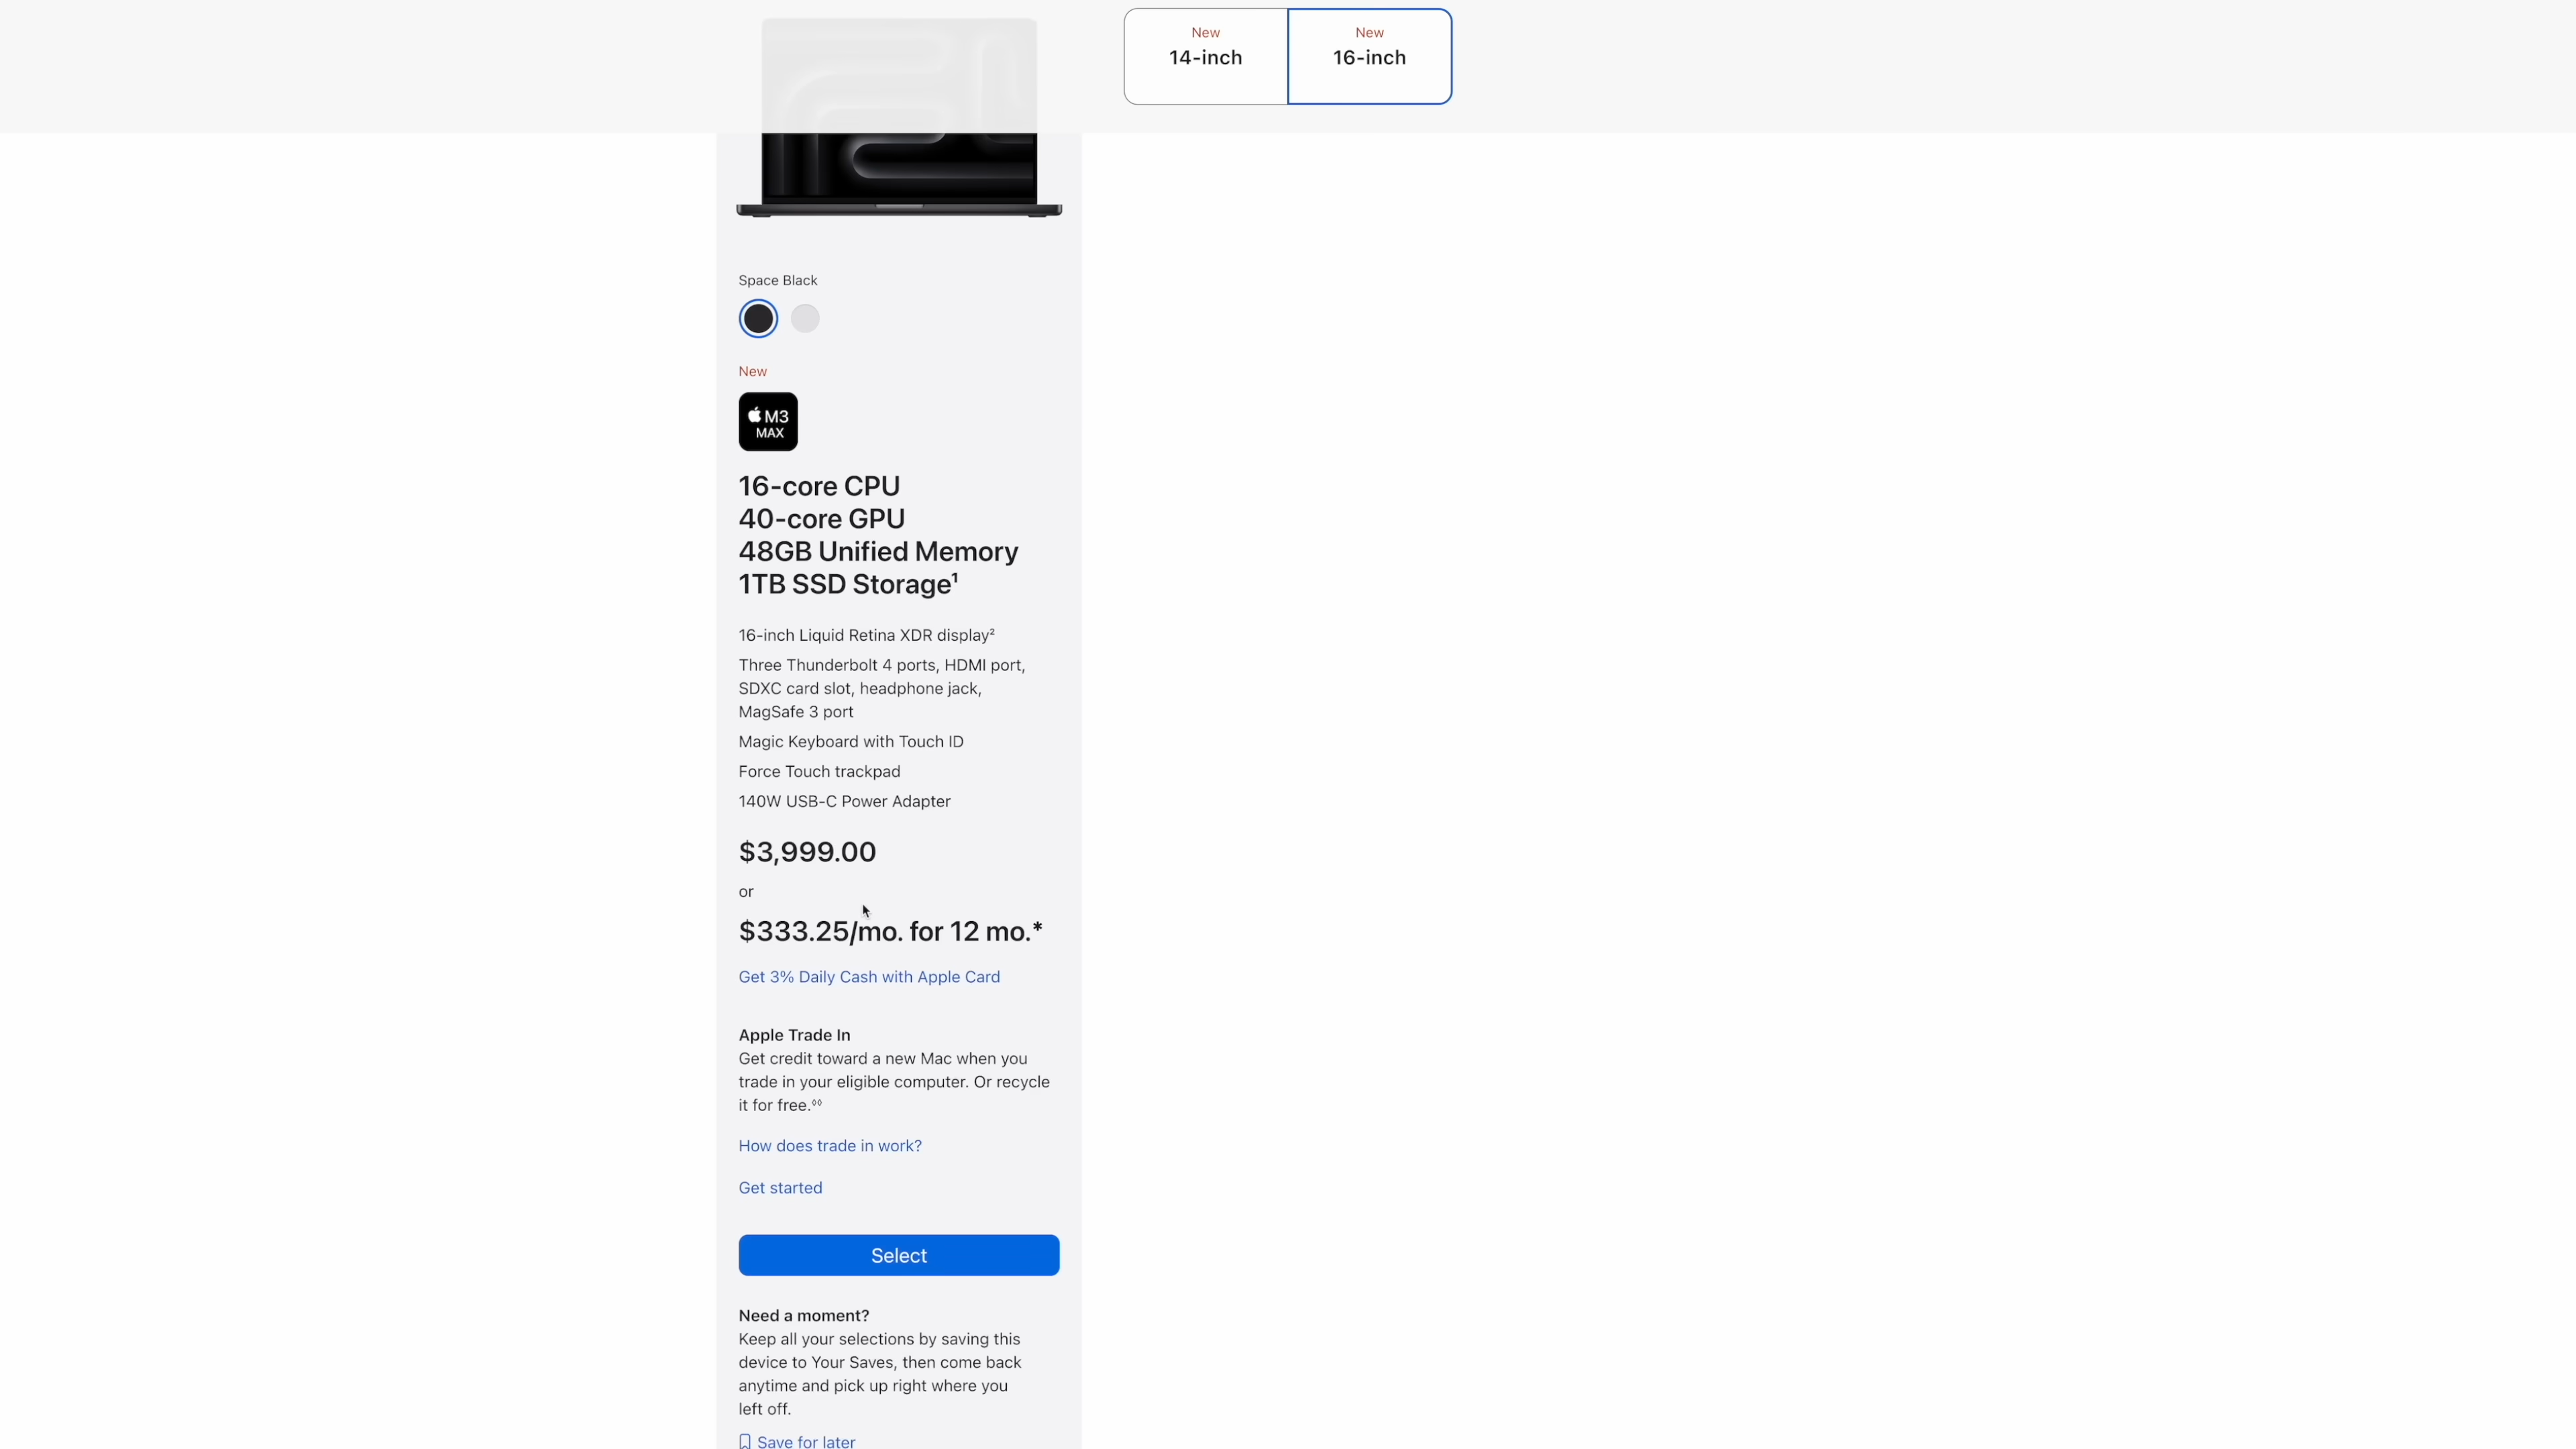 New
14-inch
New
16-inch
Space Black
New
M3
MAX
16-core CPU
40-core GPU
48GB Unified Memory
1TB SSD Storage¹
16-inch Liquid Retina XDR display²
Three Thunderbolt 4 ports, HDMI port,
SDXC card slot, headphone jack,
MagSafe 3 port
Magic Keyboard with Touch ID
Force Touch trackpad
140W USB-C Power Adapter
$3,999.00
or
$333.25/mo. for 12 mo.*
Get 3% Daily Cash with Apple Card
Apple Trade In
Get credit toward a new Mac when you
trade in your eligible computer. Or recycle
it for free.◊◊
How does trade in work?
Get started
Select
Need a moment?
Keep all your selections by saving this
device to Your Saves, then come back
anytime and pick up right where you
left off.
Save for later